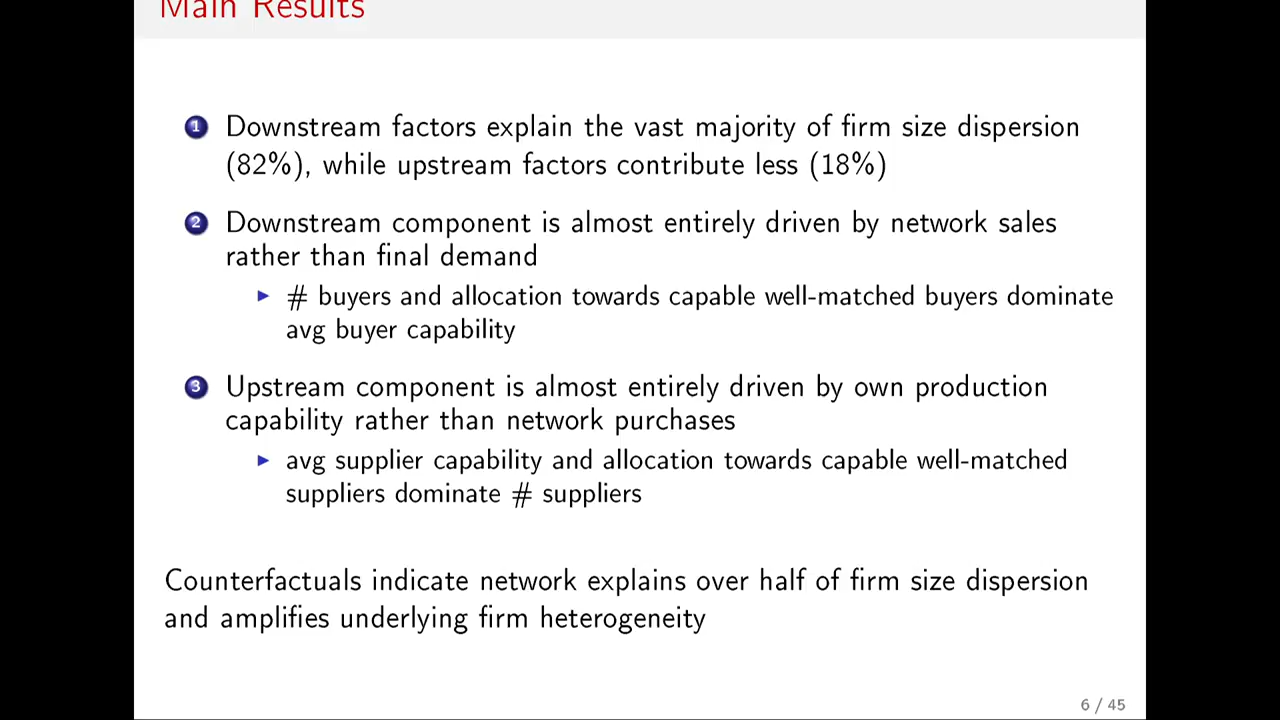 Main Results
1 Downstream factors explain the vast majority of firm size dispersion
(82%), while upstream factors contribute less (18%)
2 Downstream component is almost entirely driven by network sales
rather than final demand
# buyers and allocation towards capable well-matched buyers dominate
avg buyer capability
3 Upstream component is almost entirely driven by own production
capability rather than network purchases
avg supplier capability and allocation towards capable well-matched
suppliers dominate # suppliers
Counterfactuals indicate network explains over half of firm size dispersion
and amplifies underlying firm heterogeneity
6 / 45